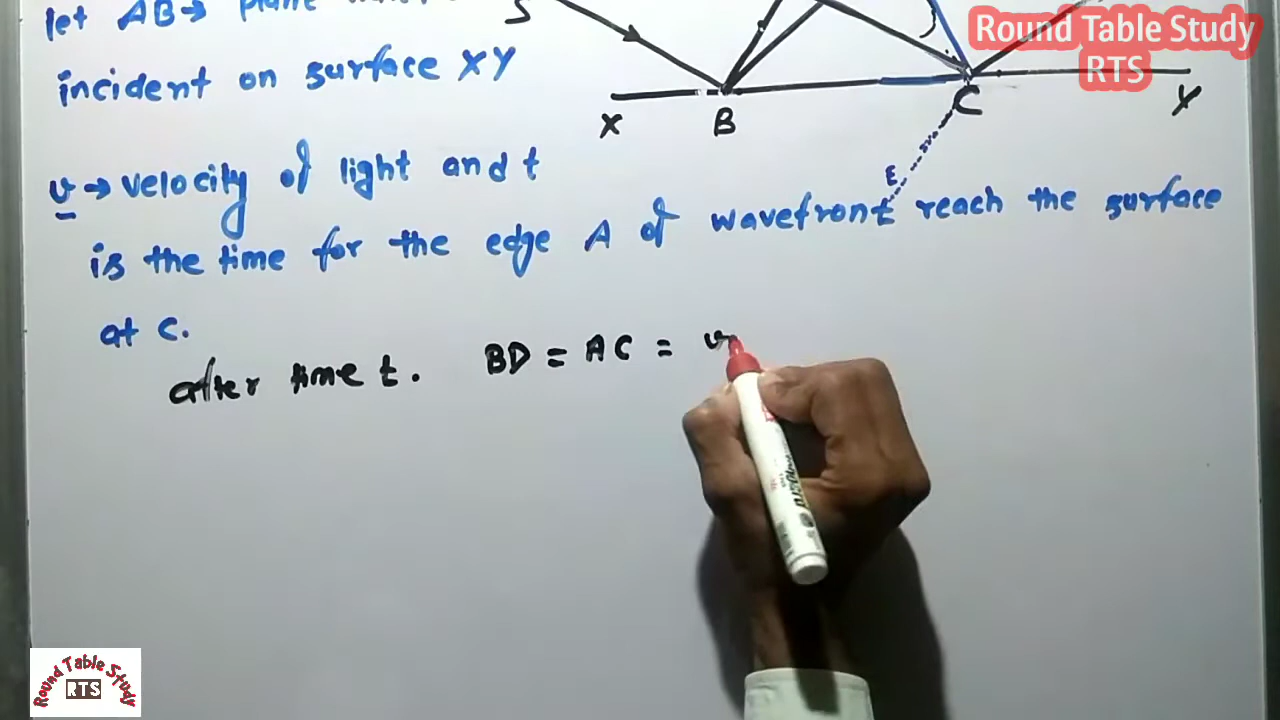 let AB → plane
incident on surface XY
S
Round Table Study
RTS
X B C Y
E
v → velocity of light and t
is the time for the edge A of wavefront reach the surface
at C.
after time t. BD = AC = v
Round Table Study
RTS